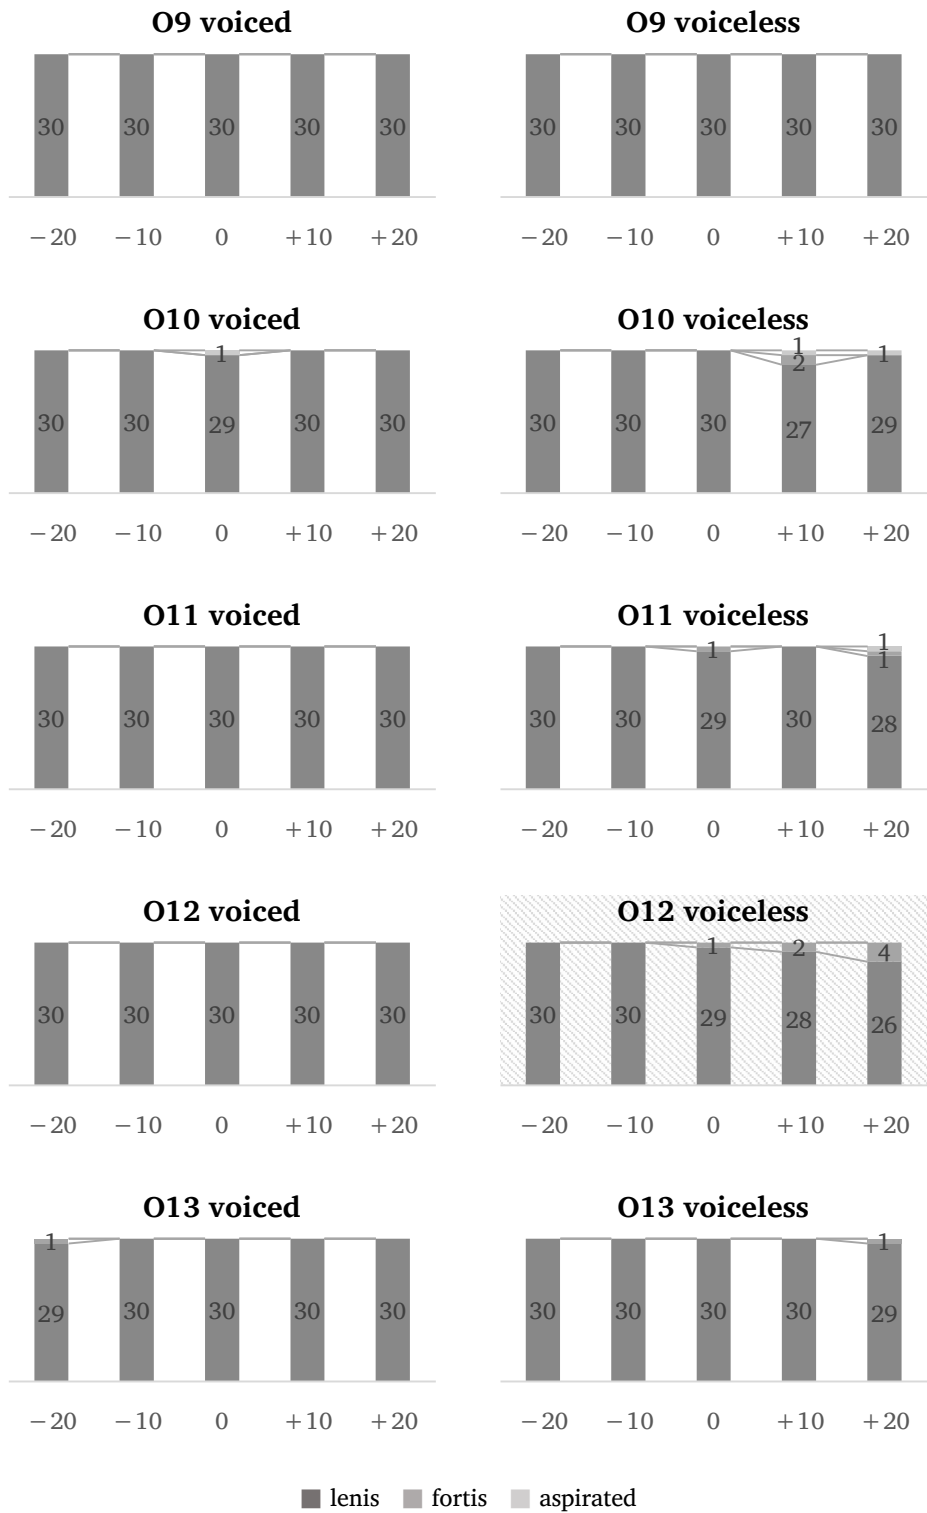 O9 voiced
30 30 30 30 30
−20 −10 0 +10 +20
O9 voiceless
30 30 30 30 30
−20 −10 0 +10 +20
O10 voiced
1
30 30 29 30 30
−20 −10 0 +10 +20
O10 voiceless
1
2 1
30 30 30 27 29
−20 −10 0 +10 +20
O11 voiced
30 30 30 30 30
−20 −10 0 +10 +20
O11 voiceless
1
1 1
30 30 29 30 28
−20 −10 0 +10 +20
O12 voiced
30 30 30 30 30
−20 −10 0 +10 +20
O12 voiceless
1 2 4
30 30 29 28 26
−20 −10 0 +10 +20
O13 voiced
1
29 30 30 30 30
−20 −10 0 +10 +20
O13 voiceless
1
30 30 30 30 29
−20 −10 0 +10 +20
lenis fortis aspirated